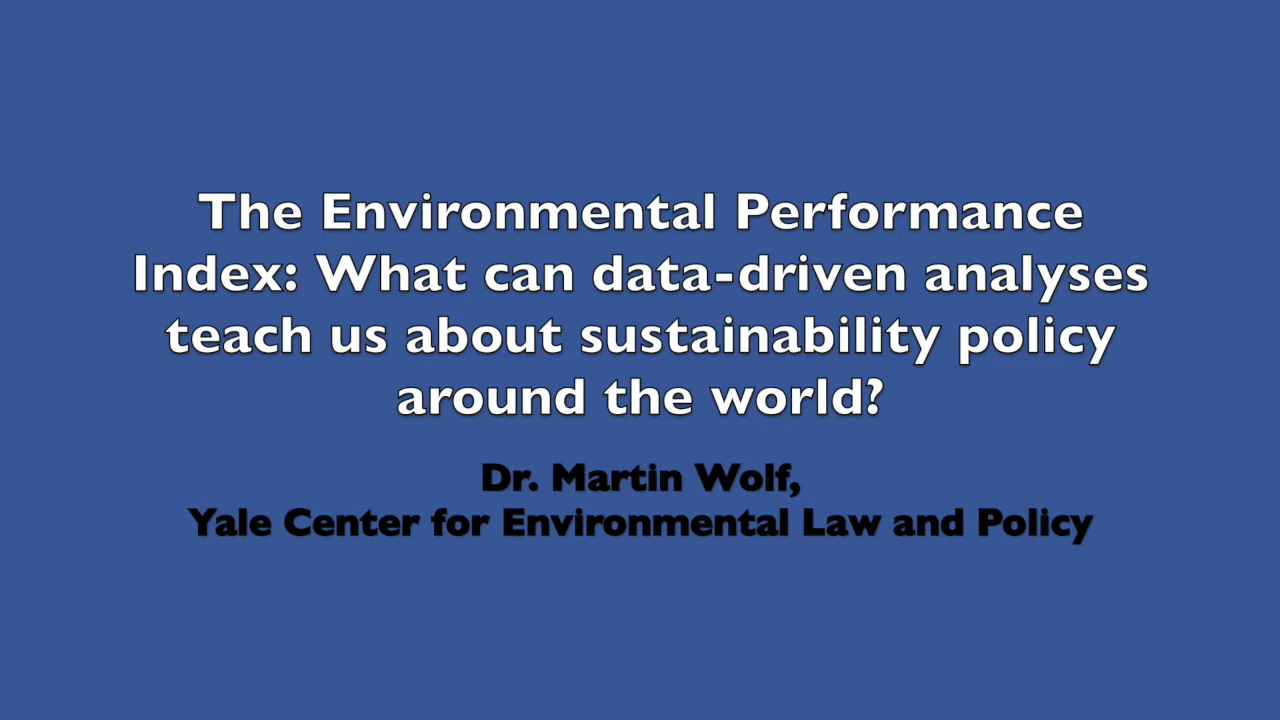 The Environmental Performance
Index: What can data-driven analyses
teach us about sustainability policy
around the world?
Dr. Martin Wolf,
Yale Center for Environmental Law and Policy